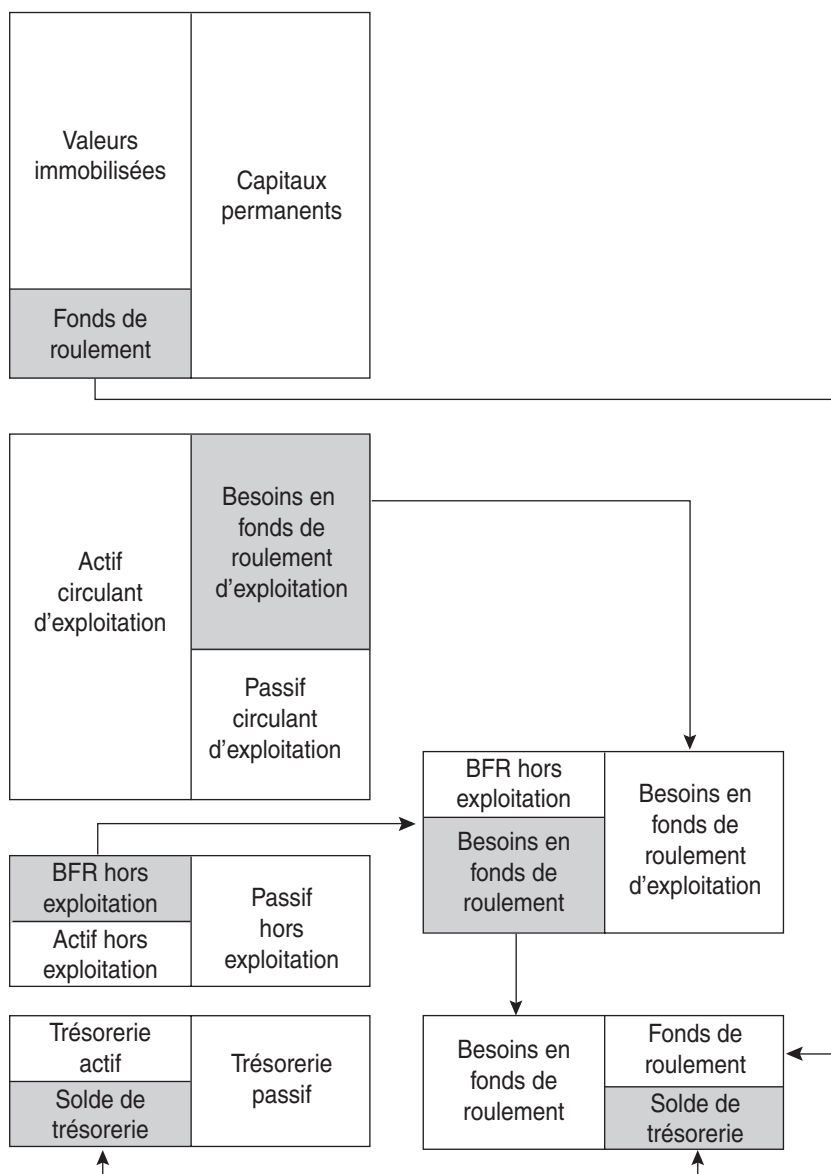 Valeurs
immobilisées
Capitaux
permanents
Fonds de
roulement
Actif
circulant
d'exploitation
Besoins en
fonds de
roulement
d'exploitation
Passif
circulant
d'exploitation
BFR hors
exploitation
Besoins en
fonds de
roulement
Besoins en
fonds de
roulement
d'exploitation
BFR hors
exploitation
Actif hors
exploitation
Passif
hors
exploitation
Trésorerie
actif
Solde de
trésorerie
Trésorerie
passif
Besoins en
fonds de
roulement
Fonds de
roulement
Solde de
trésorerie